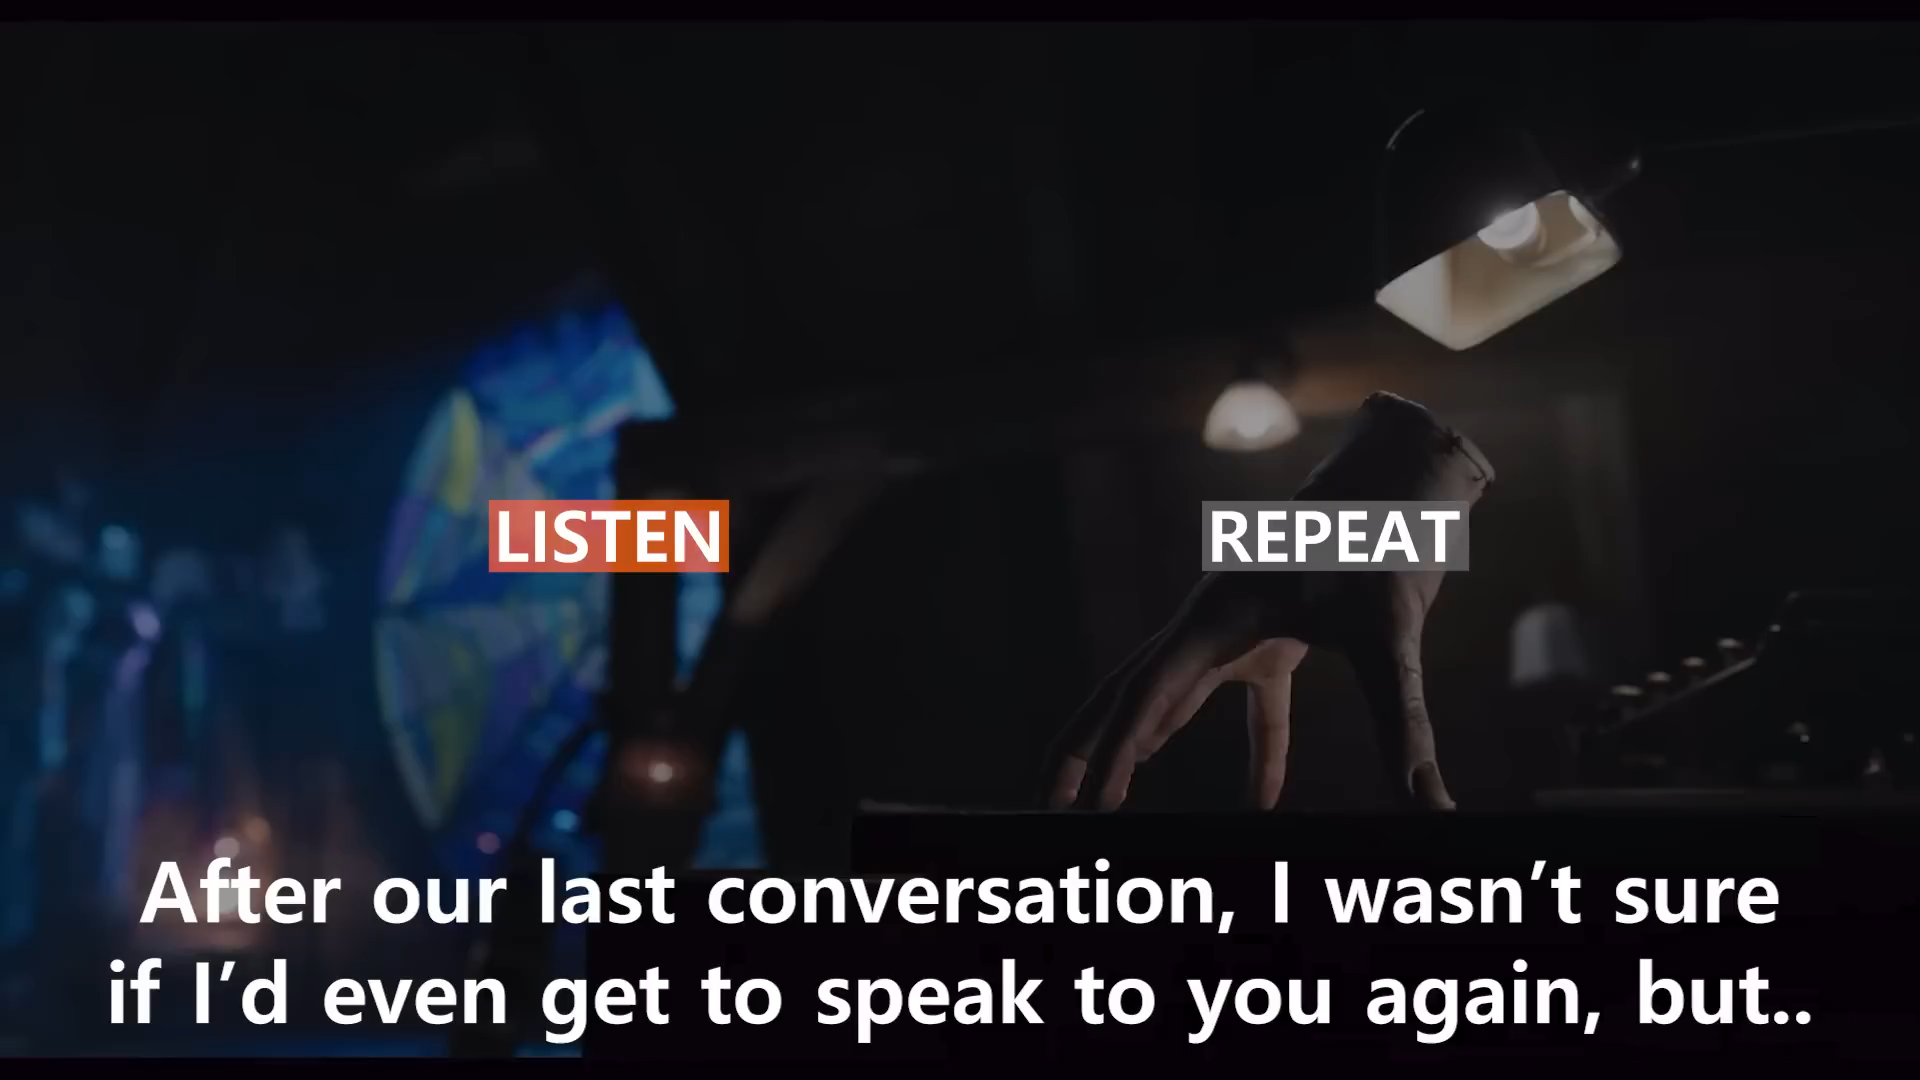 LISTEN
REPEAT
After our last conversation, I wasn’t sure
if I’d even get to speak to you again, but..